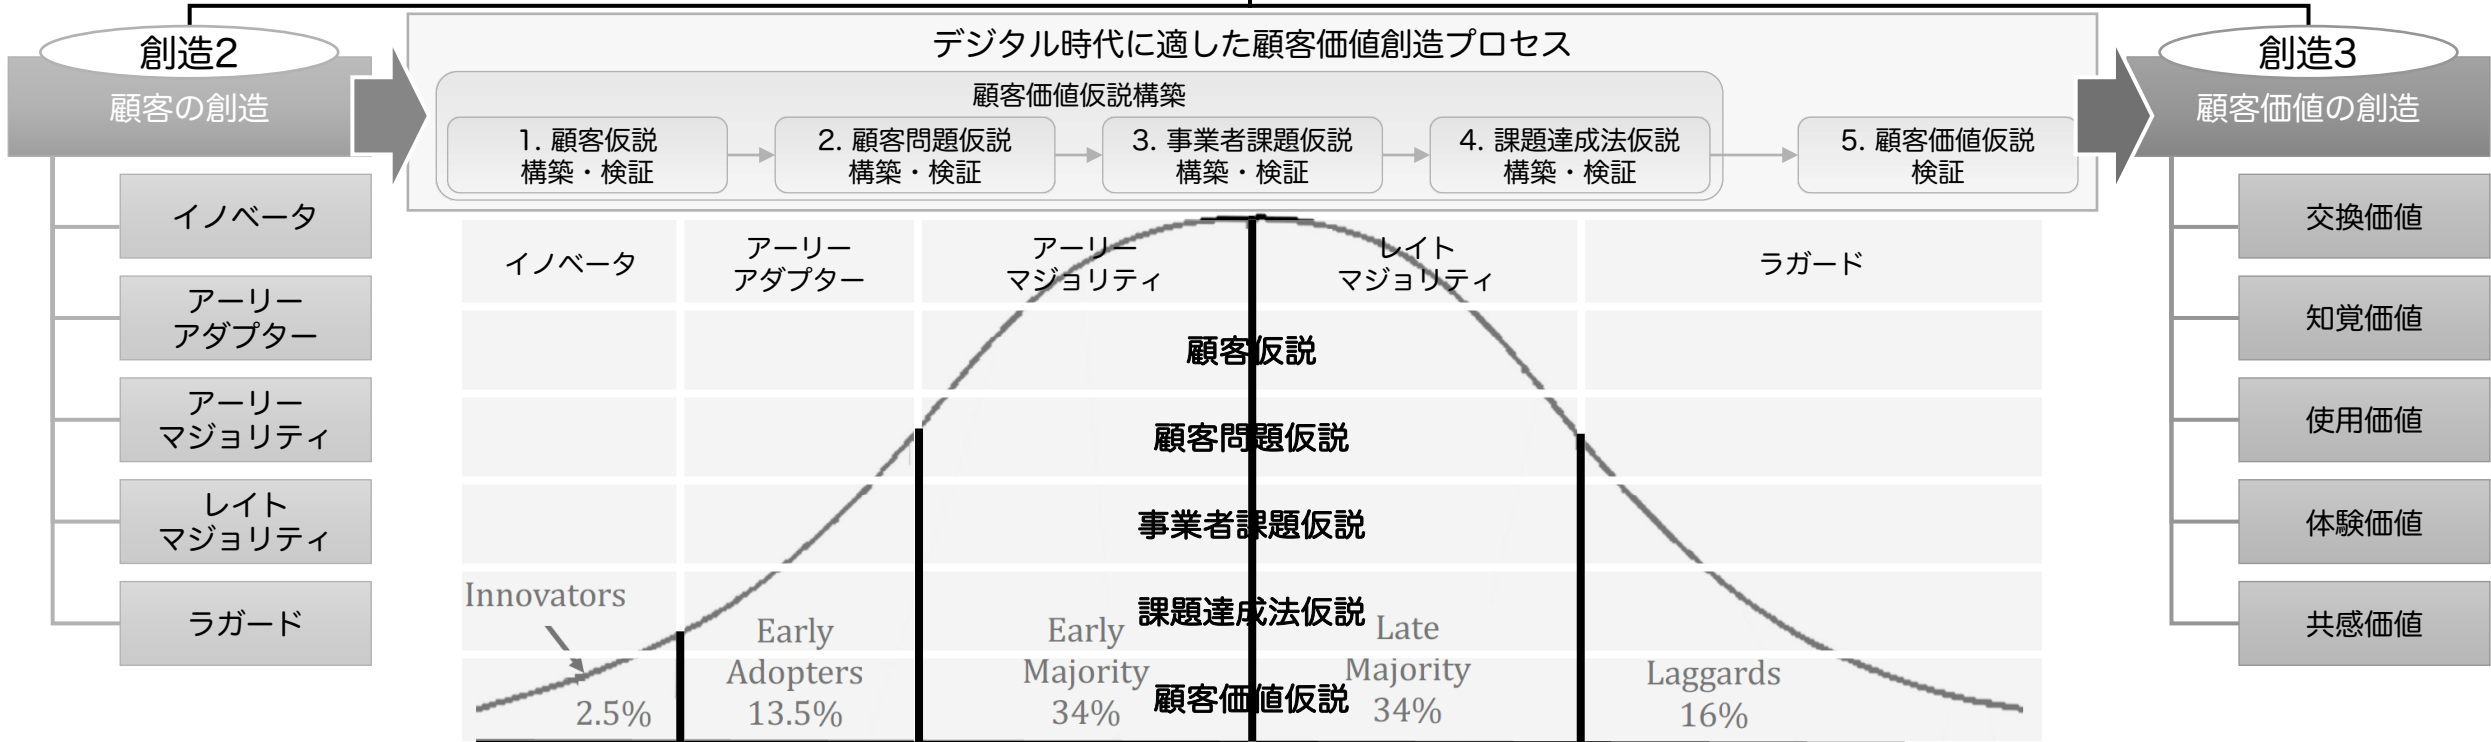 創造2
顧客の創造
イノベータ
アーリー
アダプター
アーリー
マジョリティ
レイト
マジョリティ
ラガード
デジタル時代に適した顧客価値創造プロセス
顧客価値仮説構築
1. 顧客仮説
構築・検証
2. 顧客問題仮説
構築・検証
3. 事業者課題仮説
構築・検証
4. 課題達成法仮説
構築・検証
5. 顧客価値仮説
検証
イノベータ
アーリー
アダプター
アーリー
マジョリティ
レイト
マジョリティ
ラガード
顧客仮説
顧客問題仮説
事業者課題仮説
課題達成法仮説
顧客価値仮説
Innovators
2.5%
Early
Adopters
13.5%
Early
Majority
34%
Late
Majority
34%
Laggards
16%
創造3
顧客価値の創造
交換価値
知覚価値
使用価値
体験価値
共感価値